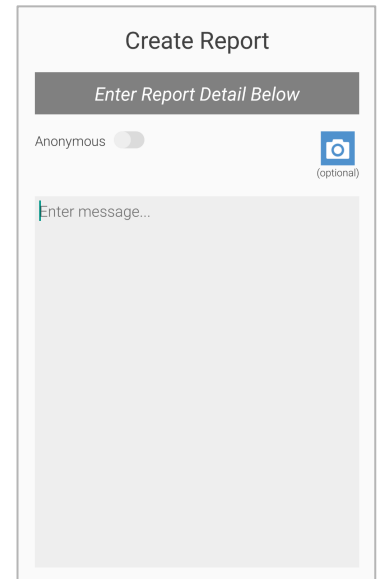 Create Report
Enter Report Detail Below
Anonymous
(optional)
Enter message...